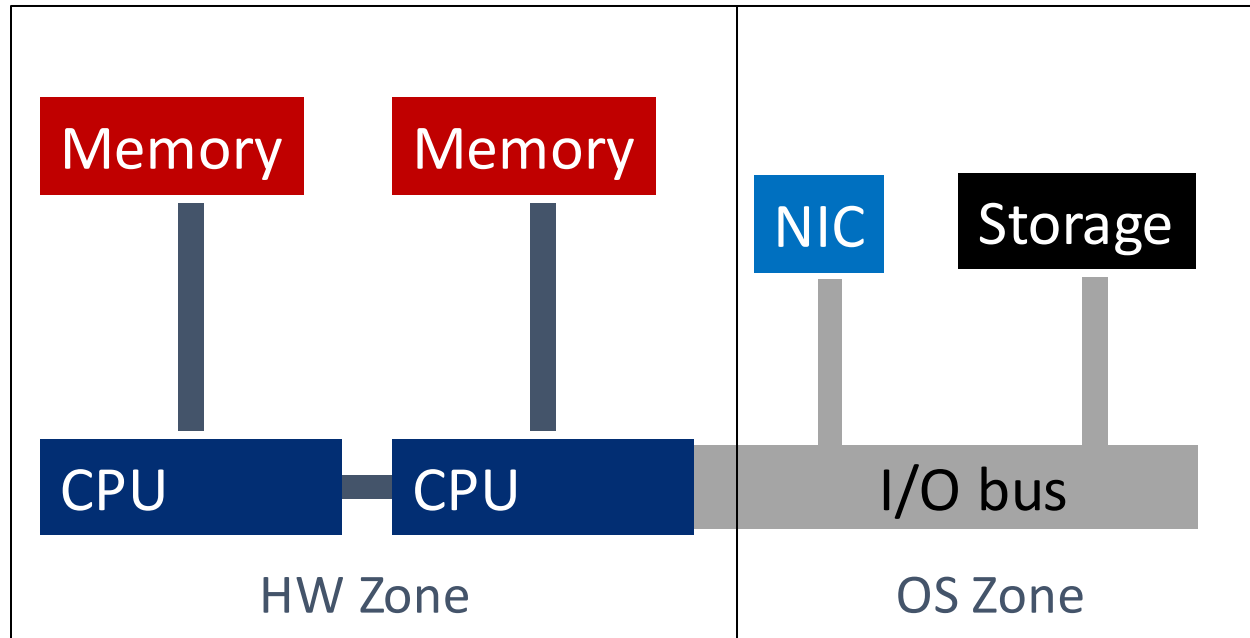 Memory
Memory
NIC
Storage
CPU
CPU
I/O bus
HW Zone
OS Zone